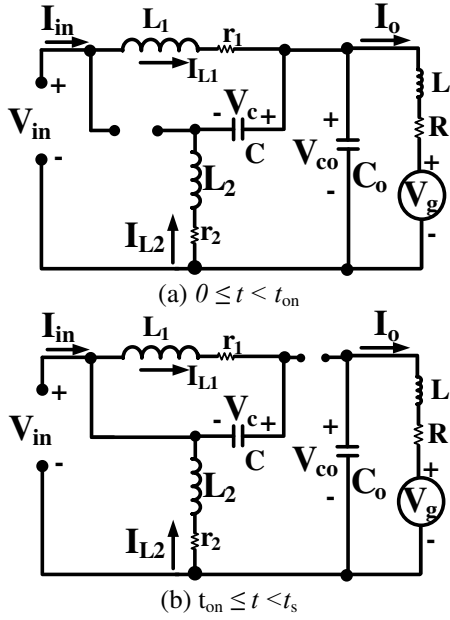 I_in L_1 r_1 I_o
I_L1 L
+ - V_c + R
V_in C + +
- L_2 V_co C_o V_g
I_L2 r_2 - -
(a) 0 ≤ t < t_on
I_in L_1 r_1 I_o
I_L1 L
+ - V_c + R
V_in C + +
- L_2 V_co C_o V_g
I_L2 r_2 - -
(b) t_on ≤ t < t_s